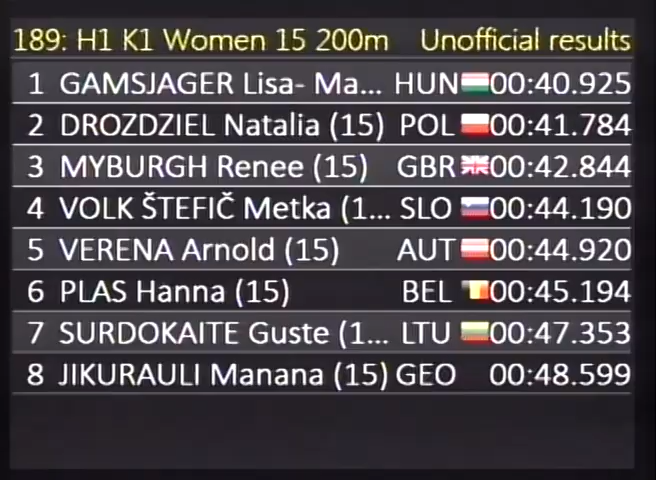 189: H1 K1 Women 15 200m Unofficial results
1 GAMSJAGER Lisa- Ma... HUN 00:40.925
2 DROZDZIEL Natalia (15) POL 00:41.784
3 MYBURGH Renee (15) GBR 00:42.844
4 VOLK ŠTEFIČ Metka (1... SLO 00:44.190
5 VERENA Arnold (15) AUT 00:44.920
6 PLAS Hanna (15) BEL 00:45.194
7 SURDOKAITE Guste (1... LTU 00:47.353
8 JIKURAULI Manana (15) GEO 00:48.599